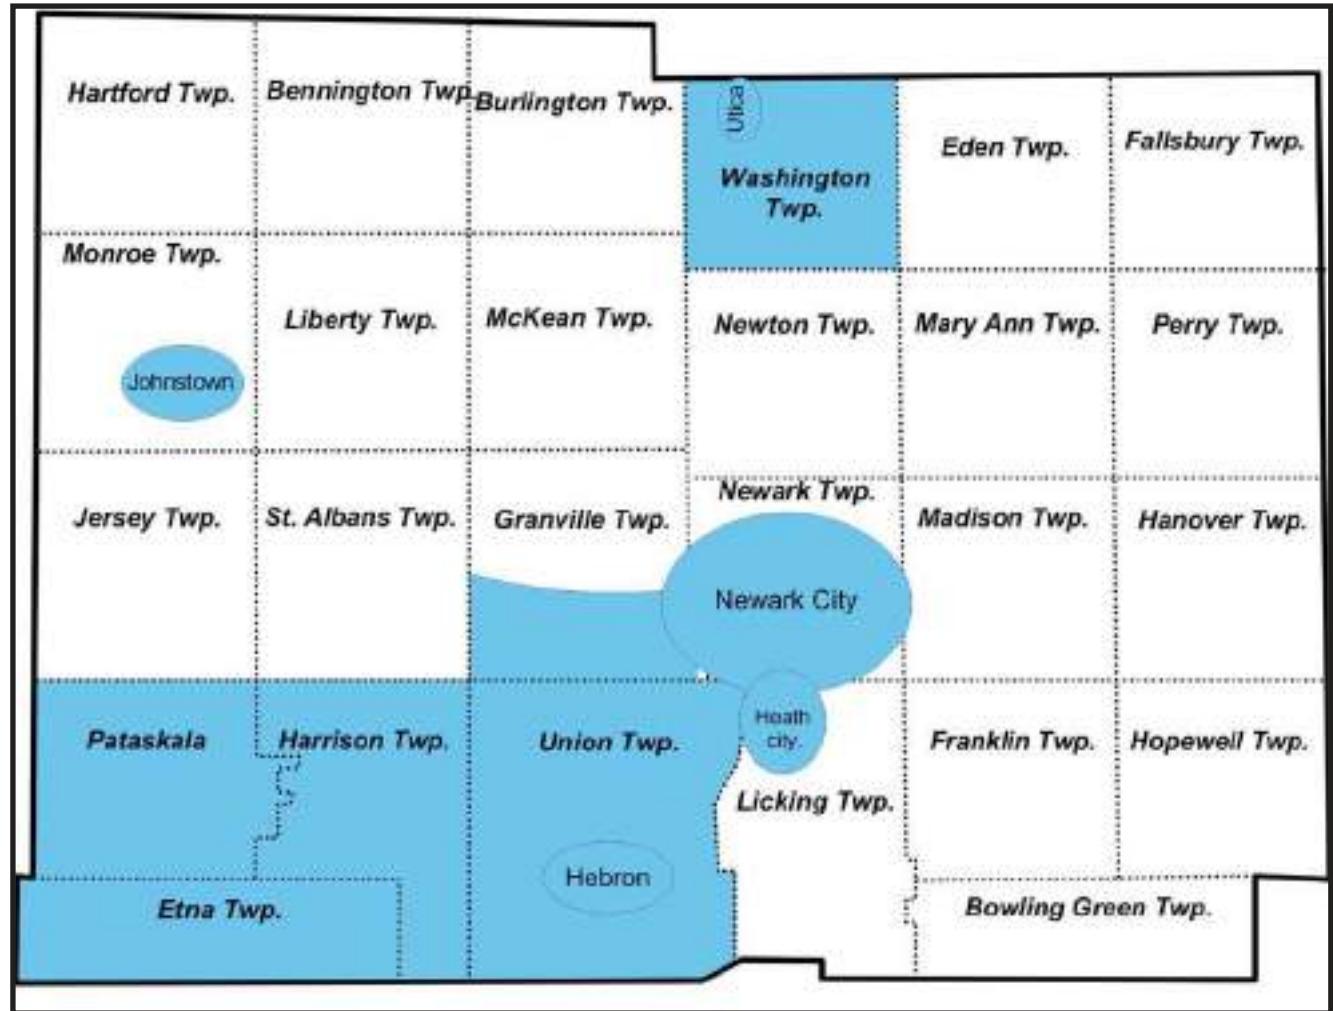 Hartford Twp.
Bennington Twp
Burlington Twp.
Utica
Washington
Twp.
Eden Twp.
Fallsbury Twp.
Monroe Twp.
Liberty Twp.
McKean Twp.
Newton Twp.
Mary Ann Twp.
Perry Twp.
Johnstown
Jersey Twp.
St. Albans Twp.
Granville Twp.
Newark Twp.
Madison Twp.
Hanover Twp.
Newark City
Pataskala
Harrison Twp.
Union Twp.
Heath
city
Franklin Twp.
Hopewell Twp.
Licking Twp.
Hebron
Etna Twp.
Bowling Green Twp.